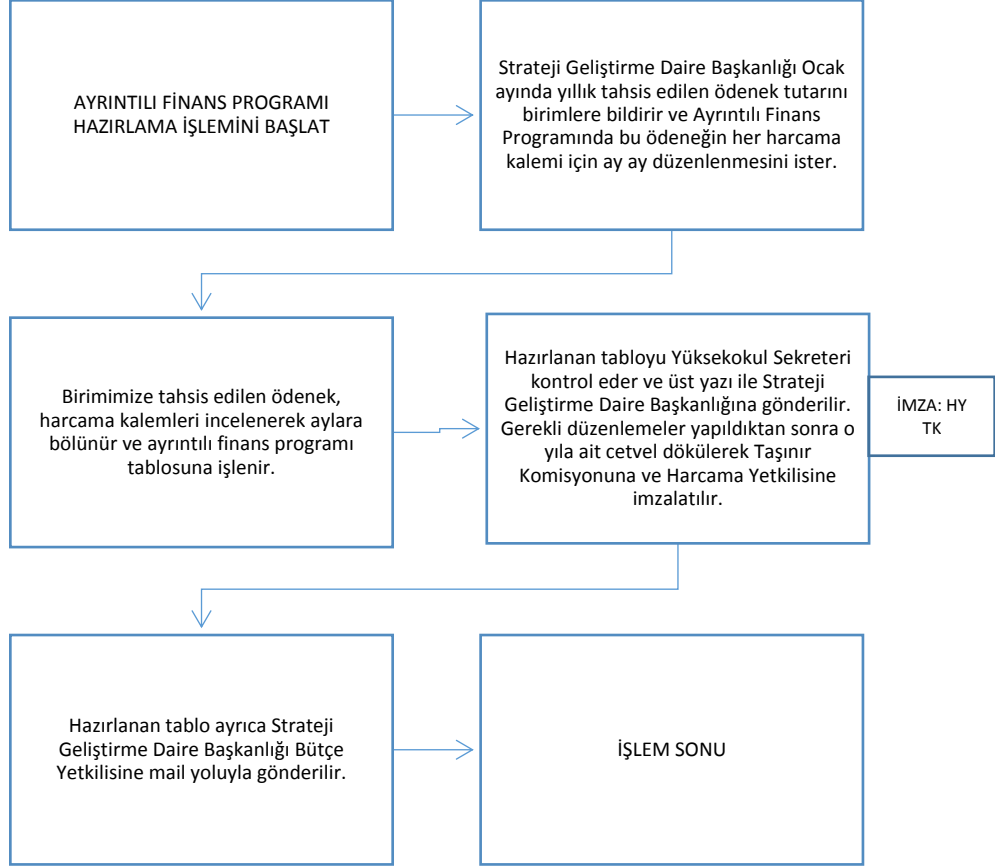 AYRINTILI FİNANS PROGRAMI
HAZIRLAMA İŞLEMİNİ BAŞLAT
Strateji Geliştirme Daire Başkanlığı Ocak
ayında yıllık tahsis edilen ödenek tutarını
birimlere bildirir ve Ayrıntılı Finans
Programında bu ödeneğin her harcama
kalemi için ay ay düzenlenmesini ister.
Birimimize tahsis edilen ödenek,
harcama kalemleri incelenerek aylara
bölünür ve ayrıntılı finans programı
tablosuna işlenir.
Hazırlanan tabloyu Yüksekokul Sekreteri
kontrol eder ve üst yazı ile Strateji
Geliştirme Daire Başkanlığına gönderilir.
Gerekli düzenlemeler yapıldıktan sonra o
yıla ait cetvel dökülerek Taşınır
Komisyonuna ve Harcama Yetkilisine
imzalatılır.
İMZA: HY
TK
Hazırlanan tablo ayrıca Strateji
Geliştirme Daire Başkanlığı Bütçe
Yetkilisine mail yoluyla gönderilir.
İŞLEM SONU